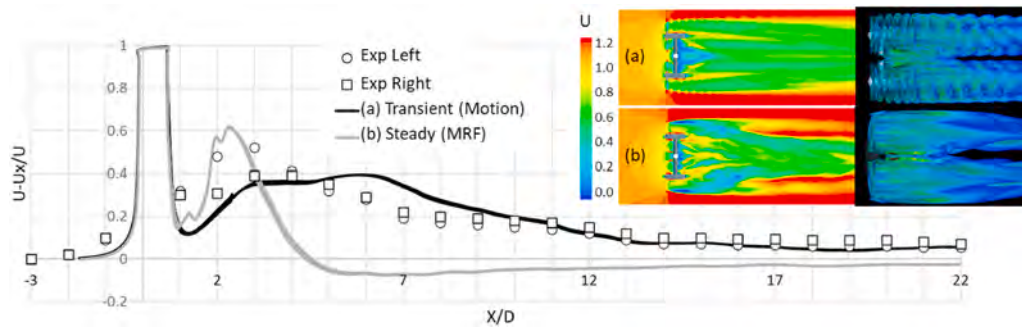 U-Ux/U
1
0.8
0.6
0.4
0.2
0
-0.2
-3
2
7
12
17
22
X/D
Exp Left
Exp Right
(a) Transient (Motion)
(b) Steady (MRF)
U
1.2
1.0
0.8
0.6
0.4
0.2
0.0
(a)
(b)